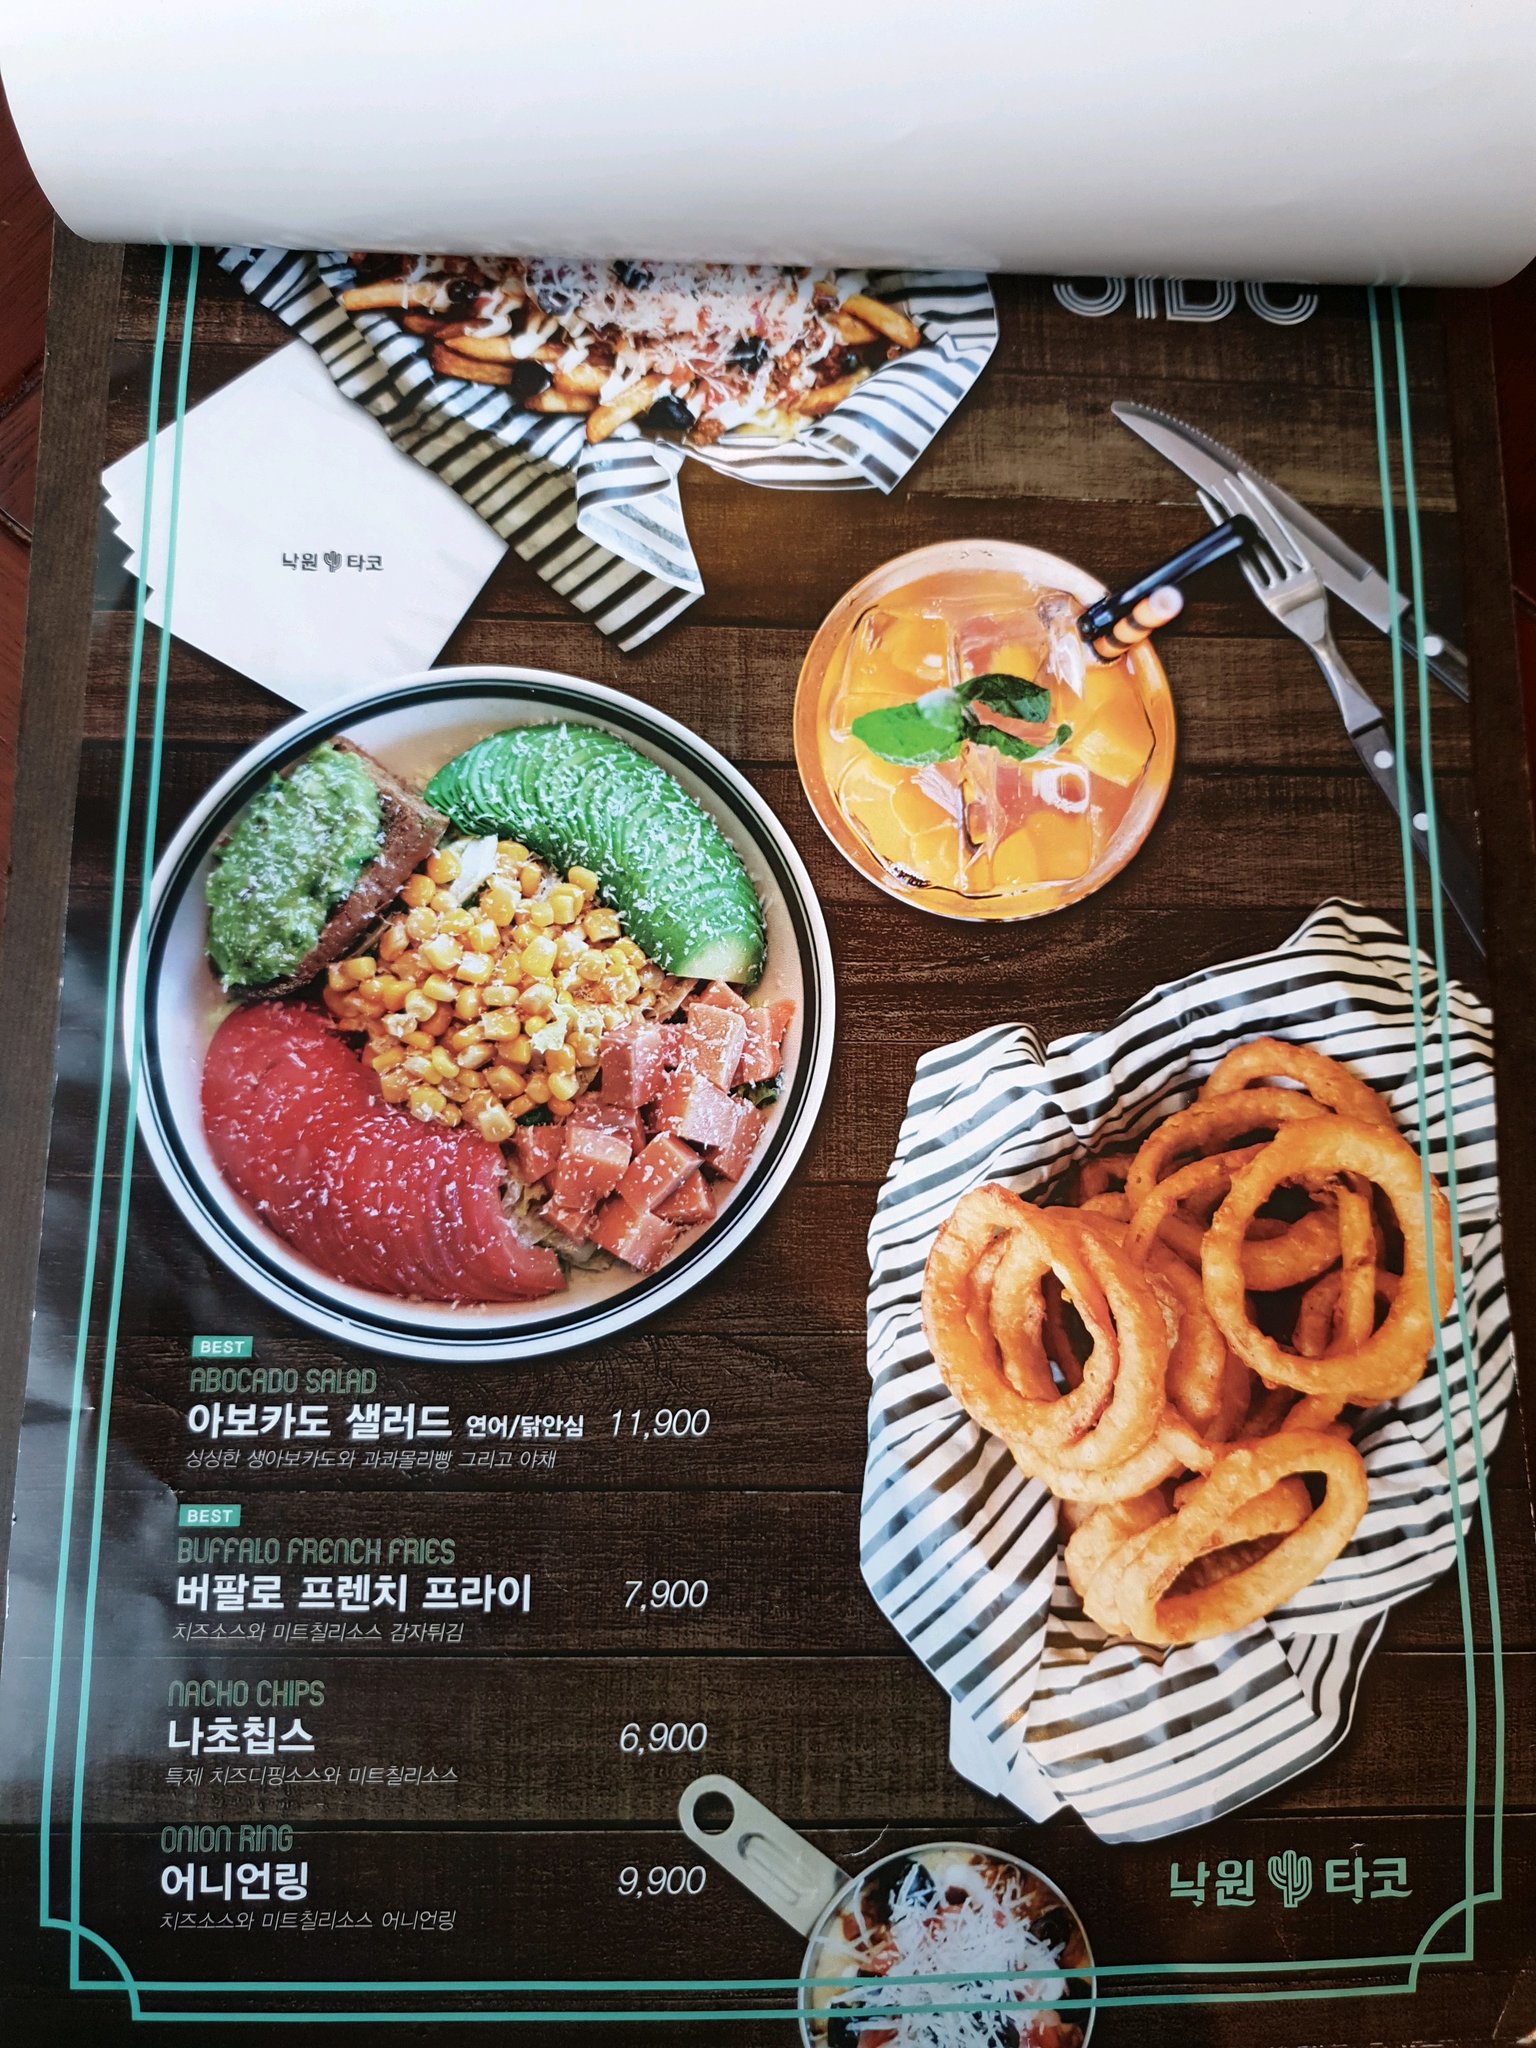 SIDE
낙원 타코
BEST
ABOCADO SALAD
아보카도 샐러드 연어/닭안심 11,900
싱싱한 생아보카도와 과콰몰리빵 그리고 야채
BEST
BUFFALO FRENCH FRIES
버팔로 프렌치 프라이 7,900
치즈소스와 미트칠리소스 감자튀김
NACHO CHIPS
나초칩스 6,900
특제 치즈디핑소스와 미트칠리소스
ONION RING
어니언링 9,900
치즈소스와 미트칠리소스 어니언링
낙원 타코